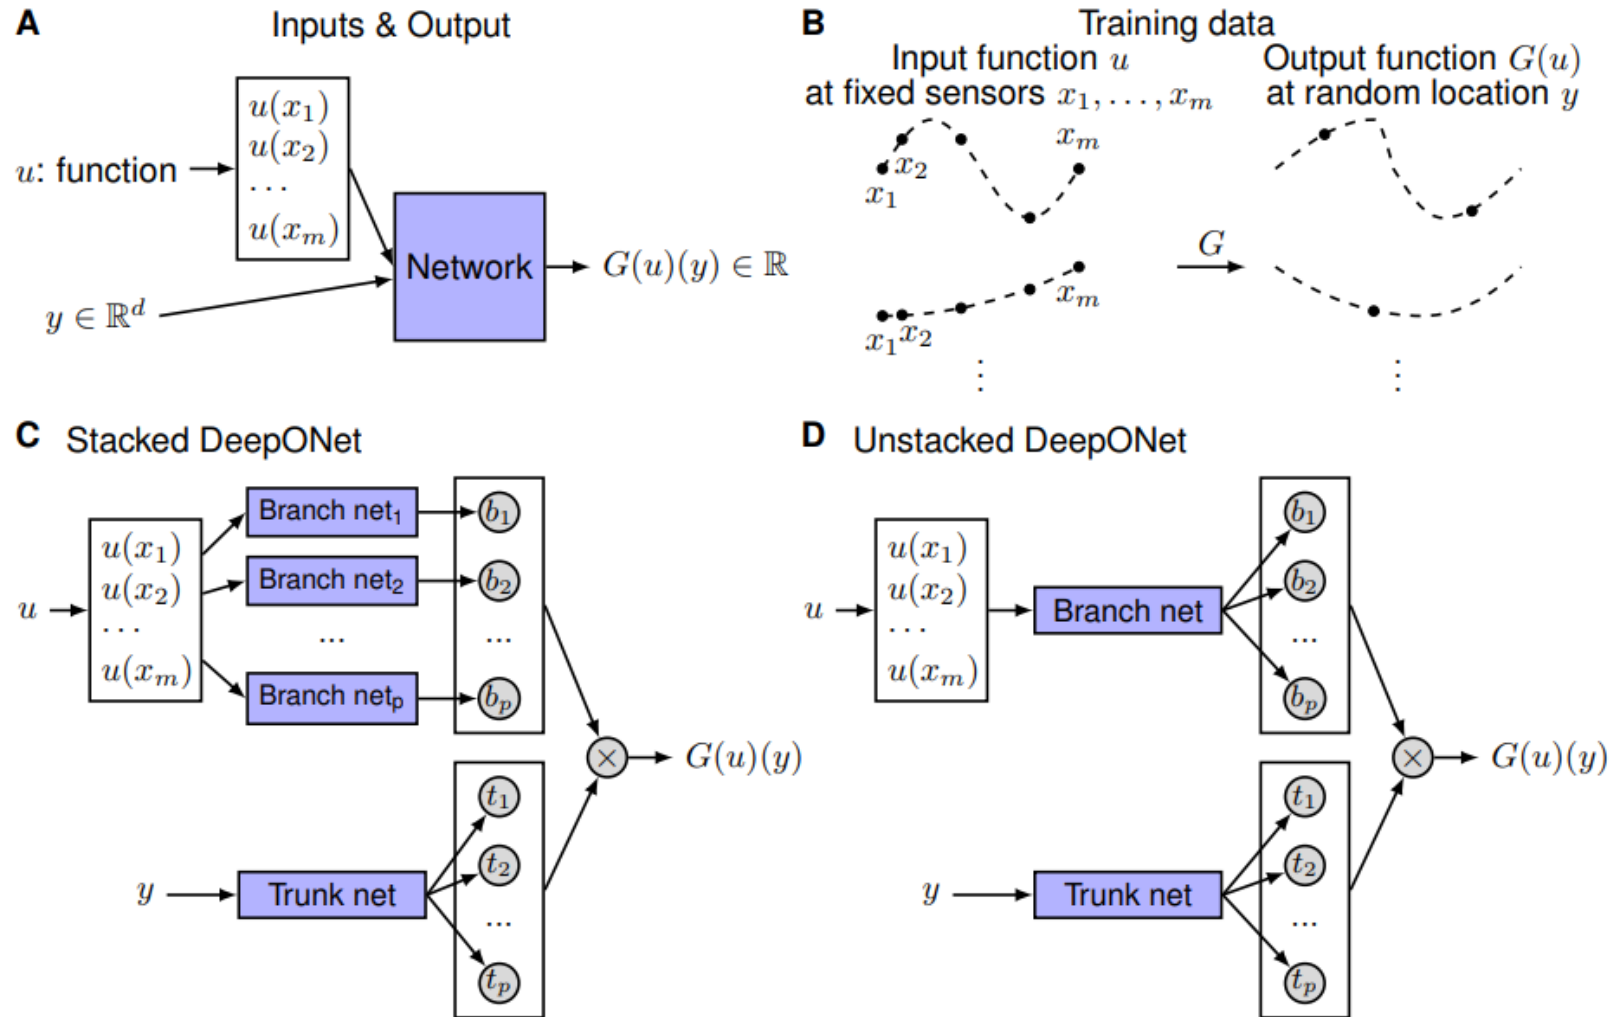 A Inputs & Output
u(x₁)
u(x₂)
...
u(xₘ)
u: function
Network
G(u)(y) ∈ ℝ
y ∈ ℝᵈ
B Training data
Input function u
at fixed sensors x₁, . . . , xₘ
Output function G(u)
at random location y
xₘ
x₂
x₁
G
xₘ
x₁ x₂
⋮
⋮
C Stacked DeepONet
Branch net₁
b₁
u(x₁)
u(x₂)
...
u(xₘ)
Branch net₂
b₂
u
...
...
Branch netₚ
bₚ
×
G(u)(y)
t₁
t₂
y
Trunk net
...
tₚ
D Unstacked DeepONet
b₁
u(x₁)
u(x₂)
...
u(xₘ)
b₂
u
Branch net
...
bₚ
×
G(u)(y)
t₁
t₂
y
Trunk net
...
tₚ